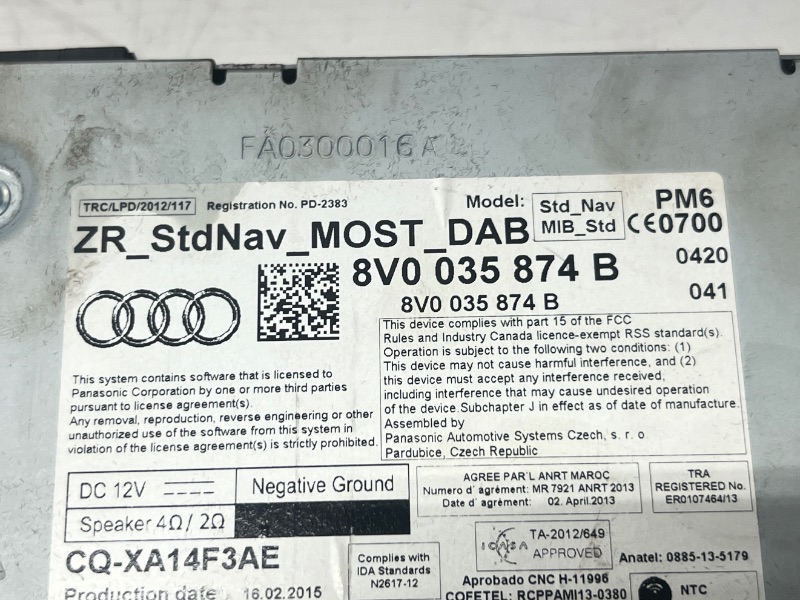 FA0300016A
TRC/LPD/2012/117
Registration No. PD-2383
Model:
Std_Nav
MIB_Std
PM6
CE0700
ZR_StdNav_MOST_DAB
8V0 035 874 B
0420
8V0 035 874 B
041
This device complies with part 15 of the FCC
Rules and Industry Canada licence-exempt RSS standard(s).
Operation is subject to the following two conditions: (1)
This device may not cause harmful interference, and (2)
this device must accept any interference received,
including interference that may cause undesired operation
of the device.Subchapter J in effect as of date of manufacture.
Assembled by
Panasonic Automotive Systems Czech, s. r. o
Pardubice, Czech Republic
This system contains software that is licensed to
Panasonic Corporation by one or more third parties
pursuant to license agreement(s).
Any removal, reproduction, reverse engineering or other
unauthorized use of the software from this system in
violation of the license agreement(s) is strictly prohibited.
DC 12V
Negative Ground
Speaker 4Ω/ 2Ω
AGREE PAR'L ANRT MAROC
Numero d' agrément: MR 7921 ANRT 2013
Date d' agrément: 02. April.2013
TRA
REGISTERED No.
ER0107464/13
CQ-XA14F3AE
Complies with
IDA Standards
N2617-12
ICASA
TA-2012/649
APPROVED
Anatel: 0885-13-5179
Production date 16.02.2015
Aprobado CNC H-11996
COFETEL: RCPPAMI13-0380
NTC